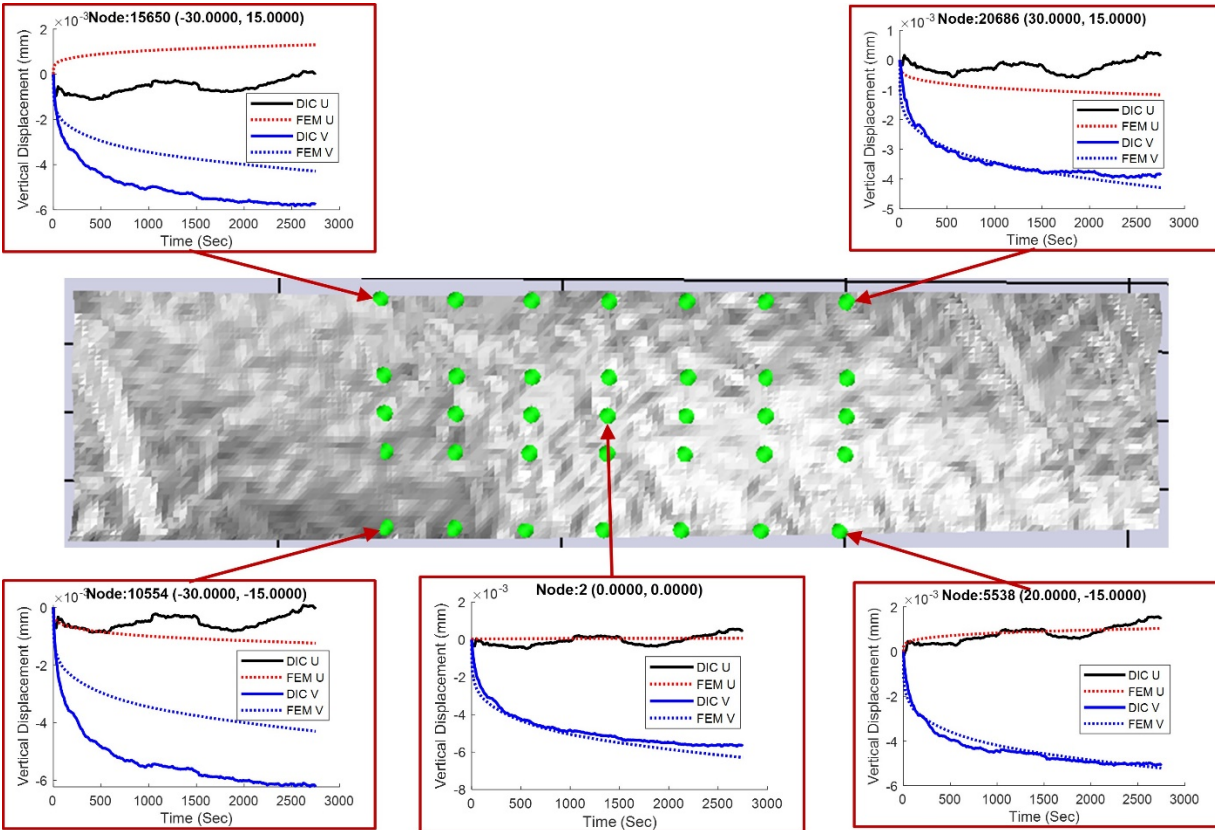 ×10⁻³ Node:15650 (-30.0000, 15.0000)
2
0
-2
-4
-6
Vertical Displacement (mm)
DIC U
FEM U
DIC V
FEM V
0 500 1000 1500 2000 2500 3000
Time (Sec)
×10⁻³ Node:20686 (30.0000, 15.0000)
1
0
-1
-2
-3
-4
-5
Vertical Displacement (mm)
DIC U
FEM U
DIC V
FEM V
0 500 1000 1500 2000 2500 3000
Time (Sec)
×10⁻³ Node:10554 (-30.0000, -15.0000)
0
-2
-4
-6
Vertical Displacement (mm)
DIC U
FEM U
DIC V
FEM V
0 500 1000 1500 2000 2500 3000
Time (Sec)
×10⁻³ Node:2 (0.0000, 0.0000)
2
0
-2
-4
-6
-8
Vertical Displacement (mm)
DIC U
FEM U
DIC V
FEM V
0 500 1000 1500 2000 2500 3000
Time (Sec)
×10⁻³ Node:5538 (20.0000, -15.0000)
2
0
-2
-4
-6
Vertical Displacement (mm)
DIC U
FEM U
DIC V
FEM V
0 500 1000 1500 2000 2500 3000
Time (Sec)